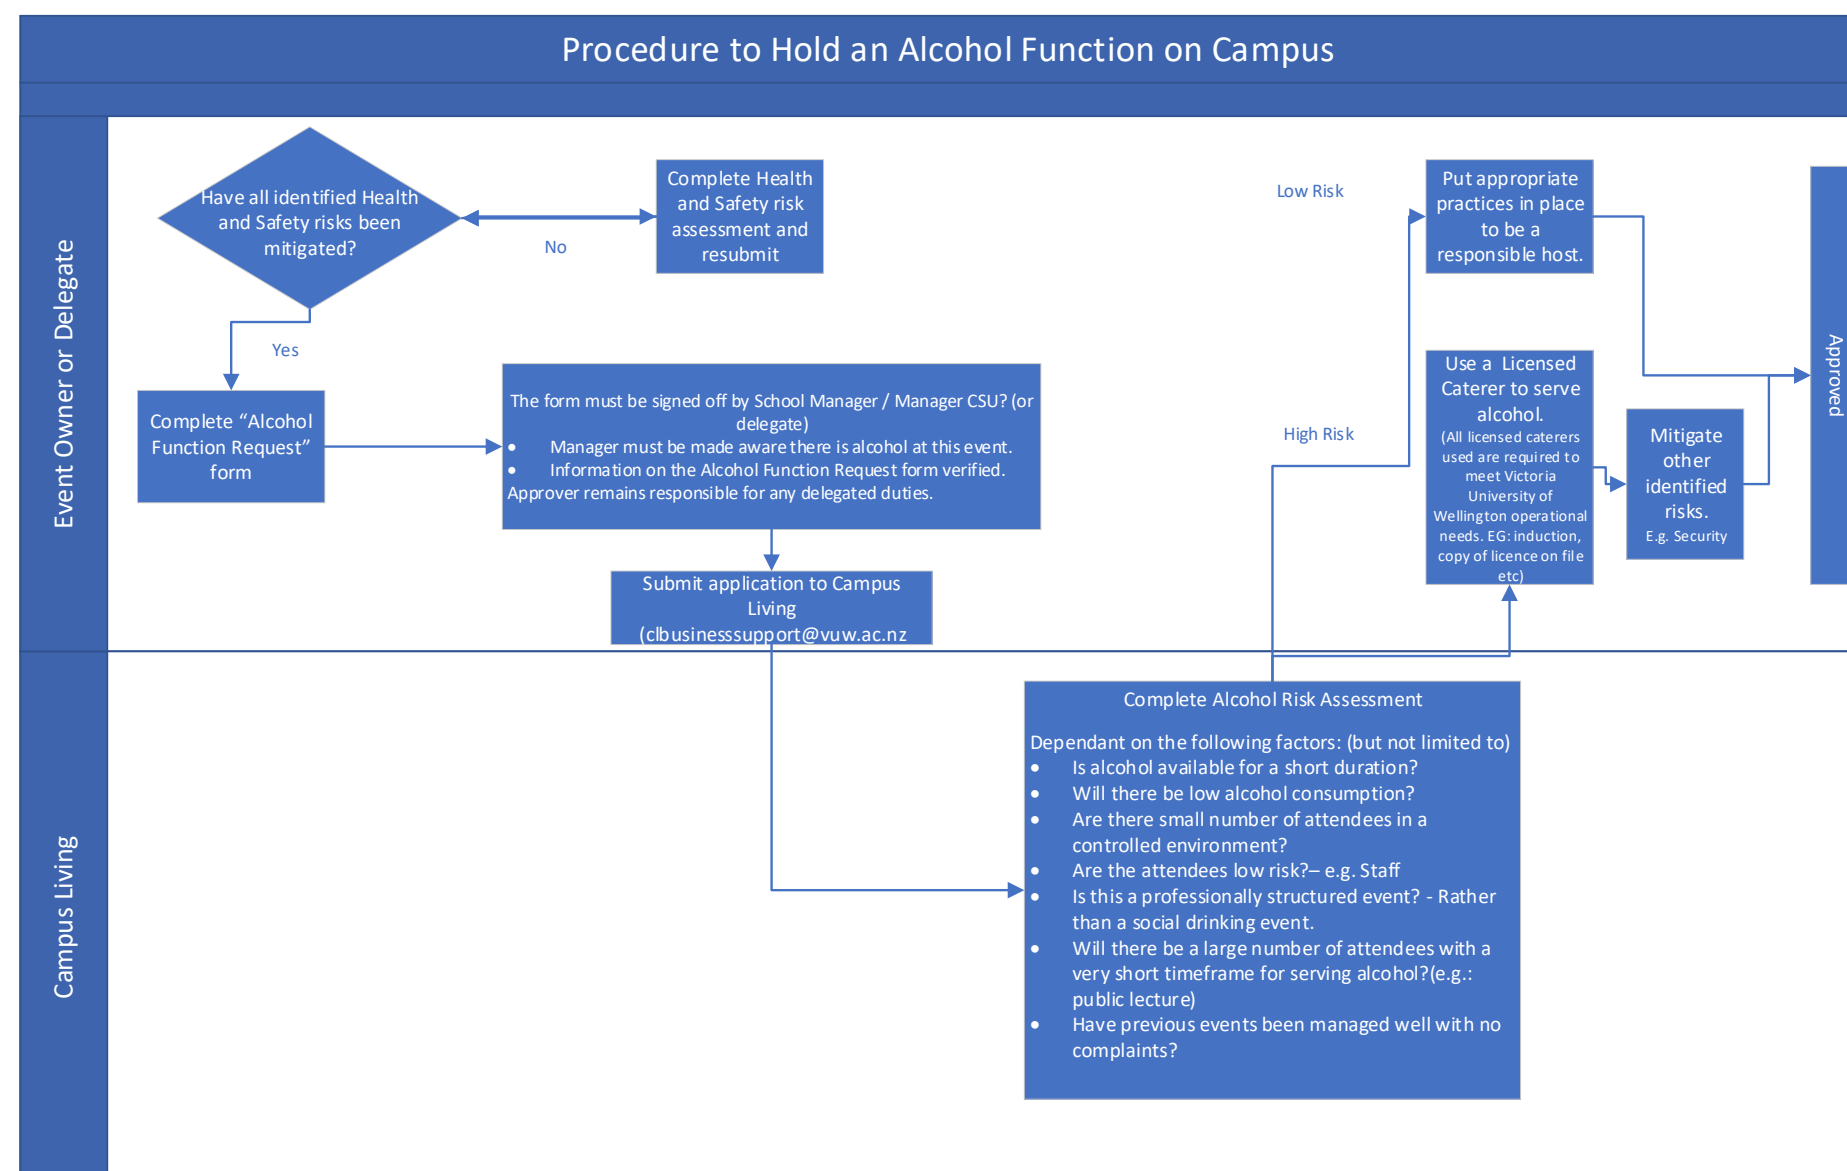 Procedure to Hold an Alcohol Function on Campus
Event Owner or Delegate
Have all identified Health
and Safety risks been
mitigated?
No
Complete Health
and Safety risk
assessment and
resubmit
Yes
Complete “Alcohol
Function Request”
form
The form must be signed off by School Manager / Manager CSU? (or
delegate)
• Manager must be made aware there is alcohol at this event.
• Information on the Alcohol Function Request form verified.
Approver remains responsible for any delegated duties.
Submit application to Campus
Living
(clbusinesssupport@vuw.ac.nz
Low Risk
Put appropriate
practices in place
to be a
responsible host.
High Risk
Use a Licensed
Caterer to serve
alcohol.
(All licensed caterers
used are required to
meet Victoria
University of
Wellington operational
needs. EG: induction,
copy of licence on file
etc)
Mitigate
other
identified
risks.
E.g. Security
Approved
Campus Living
Complete Alcohol Risk Assessment
Dependant on the following factors: (but not limited to)
• Is alcohol available for a short duration?
• Will there be low alcohol consumption?
• Are there small number of attendees in a
controlled environment?
• Are the attendees low risk?– e.g. Staff
• Is this a professionally structured event? - Rather
than a social drinking event.
• Will there be a large number of attendees with a
very short timeframe for serving alcohol?(e.g.:
public lecture)
• Have previous events been managed well with no
complaints?